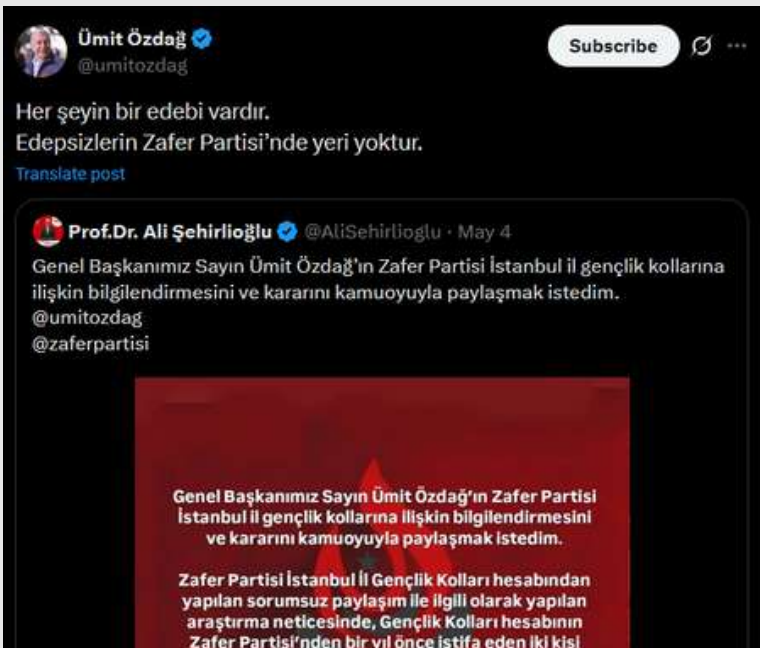 Ümit Özdağ
Subscribe
@umitozdag
Her şeyin bir edebi vardır.
Edepsizlerin Zafer Partisi’nde yeri yoktur.
Translate post
Prof.Dr. Ali Şehirlioğlu @AliSehirlioglu · May 4
Genel Başkanımız Sayın Ümit Özdağ’ın Zafer Partisi İstanbul il gençlik kollarına
ilişkin bilgilendirmesini ve kararını kamuoyuyla paylaşmak istedim.
@umitozdag
@zaferpartisi
Genel Başkanımız Sayın Ümit Özdağ’ın Zafer Partisi
İstanbul il gençlik kollarına ilişkin bilgilendirmesini
ve kararını kamuoyuyla paylaşmak istedim.
Zafer Partisi İstanbul İl Gençlik Kolları hesabından
yapılan sorumsuz paylaşım ile ilgili olarak yapılan
araştırma neticesinde, Gençlik Kolları hesabının
Zafer Partisi’nden bir yıl önce istifa eden iki kişi